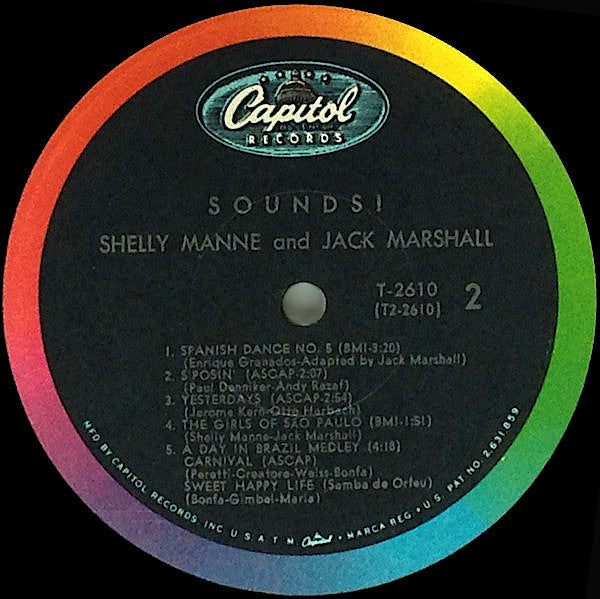 Capitol
RECORDS
SOUNDS!
SHELLY MANNE and JACK MARSHALL
T-2610
(T2-2610)
2
1. SPANISH DANCE NO. 5 (BMI-3:20)
(Enrique Granados-Adapted by Jack Marshall)
2. S'POSIN' (ASCAP-2:07)
(Paul Denniker-Andy Razaf)
3. YESTERDAYS (ASCAP-2:54)
(Jerome Kern-Otto Harbach)
4. THE GIRLS OF SAO PAULO (BMI-1:51)
(Shelly Manne-Jack Marshall)
5. A DAY IN BRAZIL MEDLEY (4:18)
CARNIVAL (ASCAP)
(Peretti-Creatore-Weiss-Bonfa)
SWEET HAPPY LIFE (Samba de Orfeu)
(Bonfa-Gimbel-Maria)
MFD BY CAPITOL RECORDS INC U S A T M Capitol • MARCA REG • U.S. PAT NO 2,631,859